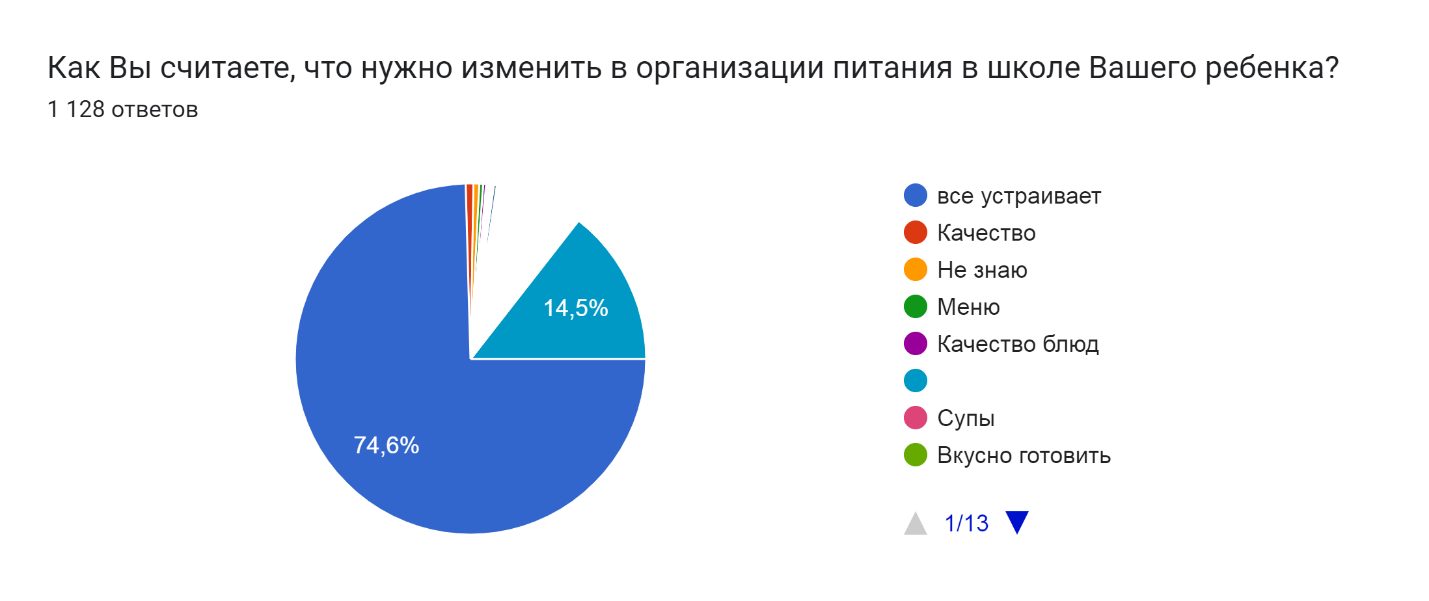 Как Вы считаете, что нужно изменить в организации питания в школе Вашего ребенка?
1 128 ответов
14,5%
74,6%
все устраивает
Качество
Не знаю
Меню
Качество блюд
Супы
Вкусно готовить
1/13